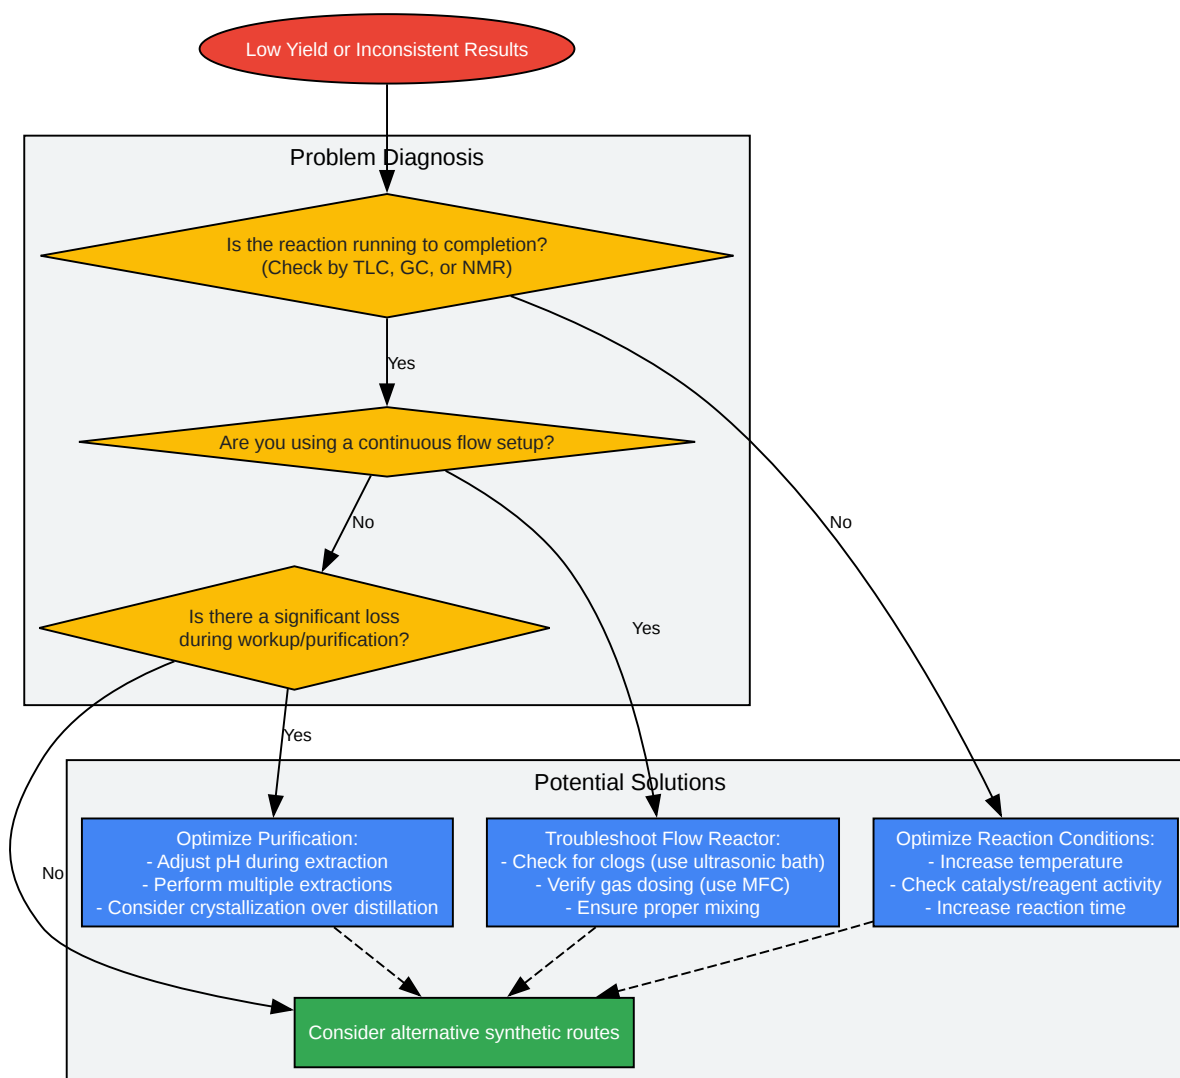 Low Yield or Inconsistent Results
Problem Diagnosis
Is the reaction running to completion?
(Check by TLC, GC, or NMR)
Yes
Are you using a continuous flow setup?
No
No
Is there a significant loss
during workup/purification?
Yes
Yes
Potential Solutions
Optimize Purification:
- Adjust pH during extraction
- Perform multiple extractions
- Consider crystallization over distillation
Troubleshoot Flow Reactor:
- Check for clogs (use ultrasonic bath)
- Verify gas dosing (use MFC)
- Ensure proper mixing
Optimize Reaction Conditions:
- Increase temperature
- Check catalyst/reagent activity
- Increase reaction time
No
Consider alternative synthetic routes